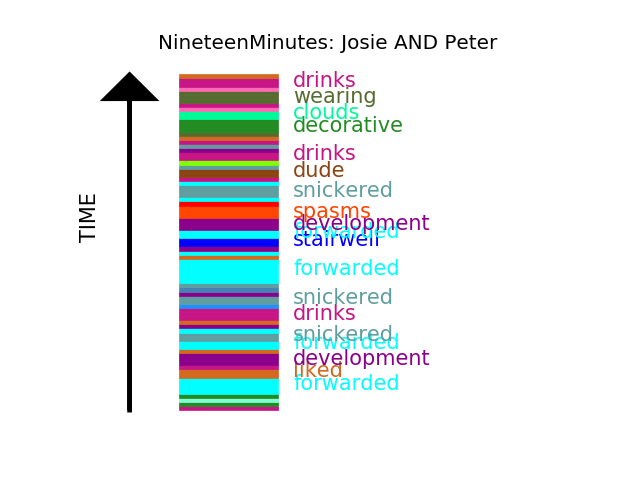 NineteenMinutes: Josie AND Peter
drinks
wearing
clouds
decorative
drinks
dude
snickered
spasms
development
forwarded
stairwell
forwarded
snickered
drinks
snickered
forwarded
development
liked
forwarded
TIME